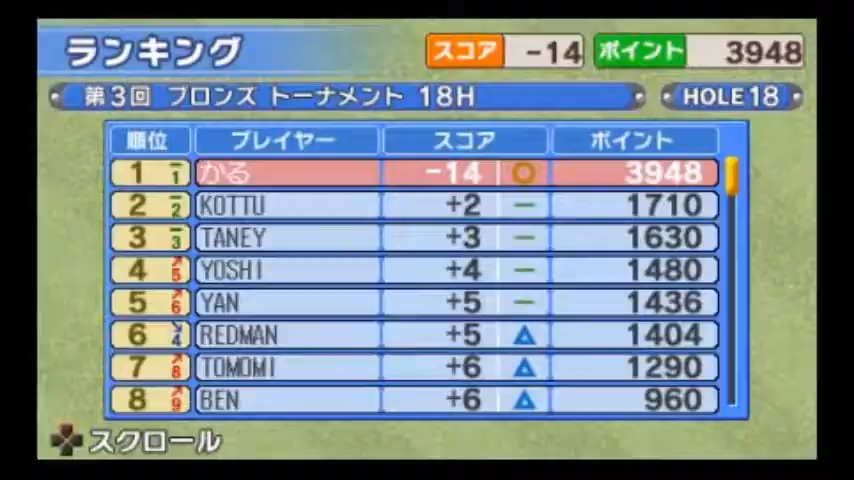 ランキング スコア -14 ポイント 3948
第3回 ブロンズ トーナメント 18H HOLE18
順位 プレイヤー スコア ポイント
1 1 かる -14 3948
2 2 KOTTU +2 1710
3 3 TANEY +3 1630
4 5 YOSHI +4 1480
5 6 YAN +5 1436
6 4 REDMAN +5 1404
7 8 TOMOMI +6 1290
8 9 BEN +6 960
スクロール